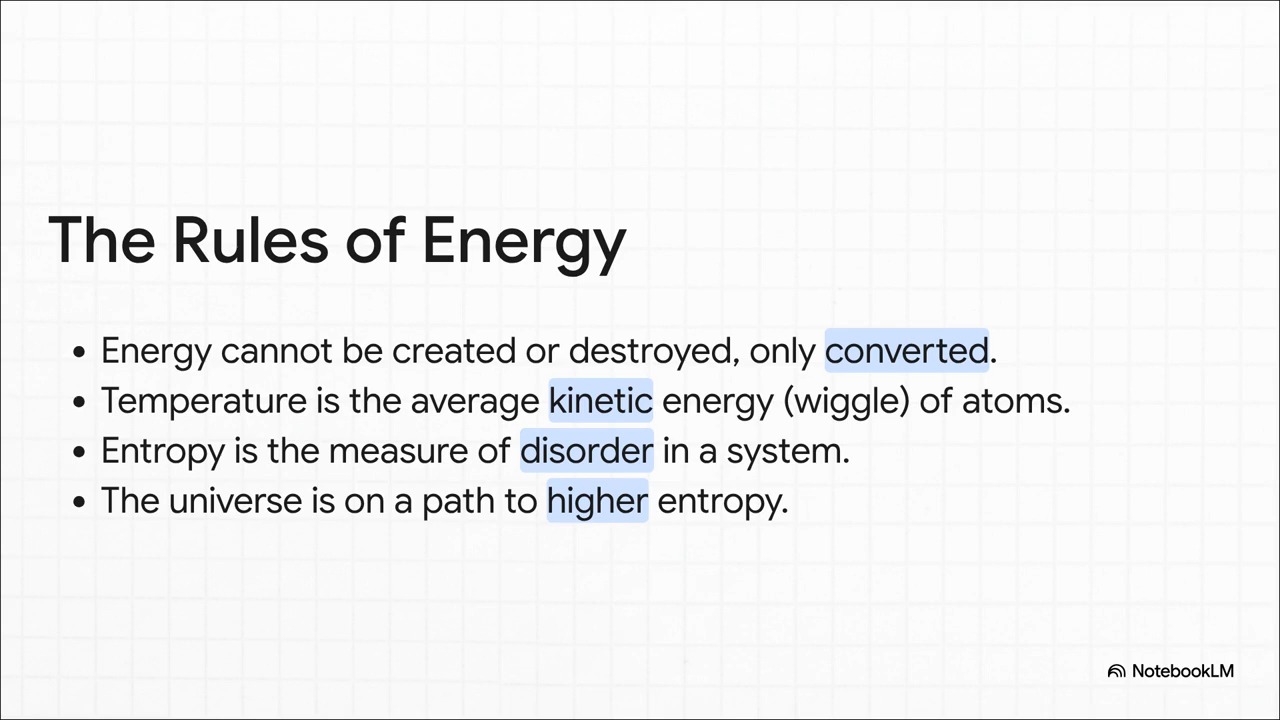 The Rules of Energy
• Energy cannot be created or destroyed, only converted.
• Temperature is the average kinetic energy (wiggle) of atoms.
• Entropy is the measure of disorder in a system.
• The universe is on a path to higher entropy.
NotebookLM